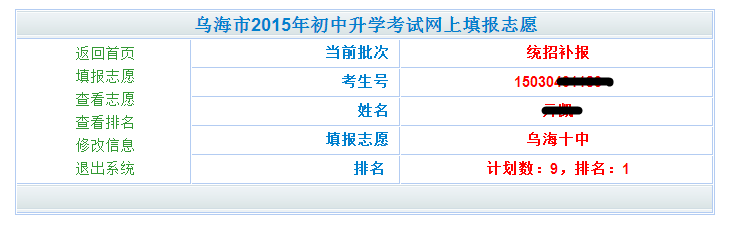 乌海市2015年初中升学考试网上填报志愿
返回首页
填报志愿
查看志愿
查看排名
修改信息
退出系统
当前批次 统招补报
考生号 15030
姓名
填报志愿 乌海十中
排名 计划数：9，排名：1